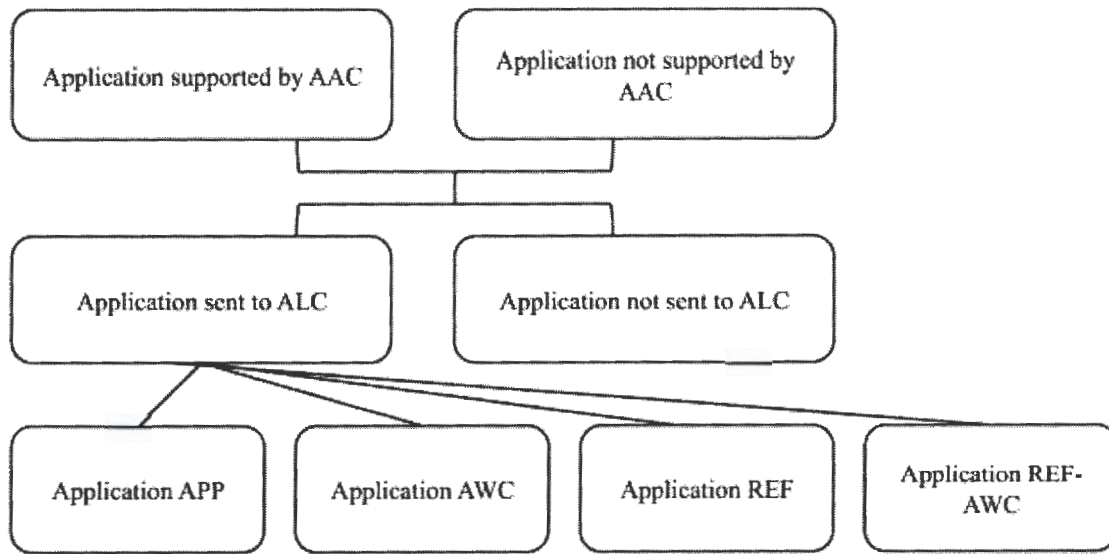 Application supported by AAC
Application not supported by
AAC
Application sent to ALC
Application not sent to ALC
Application APP
Application AWC
Application REF
Application REF-
AWC